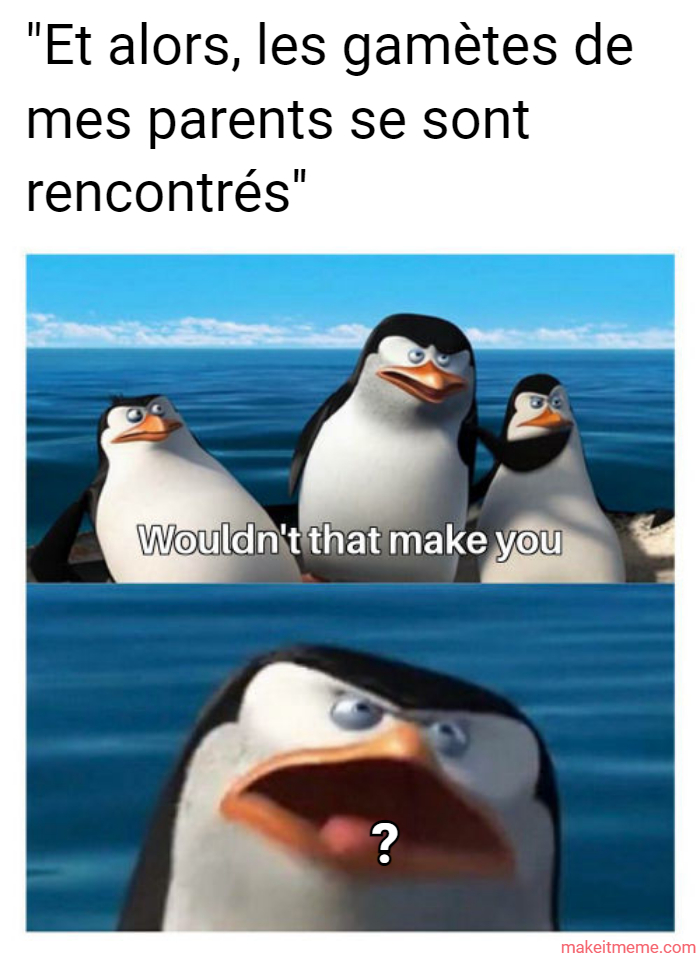 "Et alors, les gamètes de
mes parents se sont
rencontrés"
Wouldn't that make you
?
makeitmeme.com